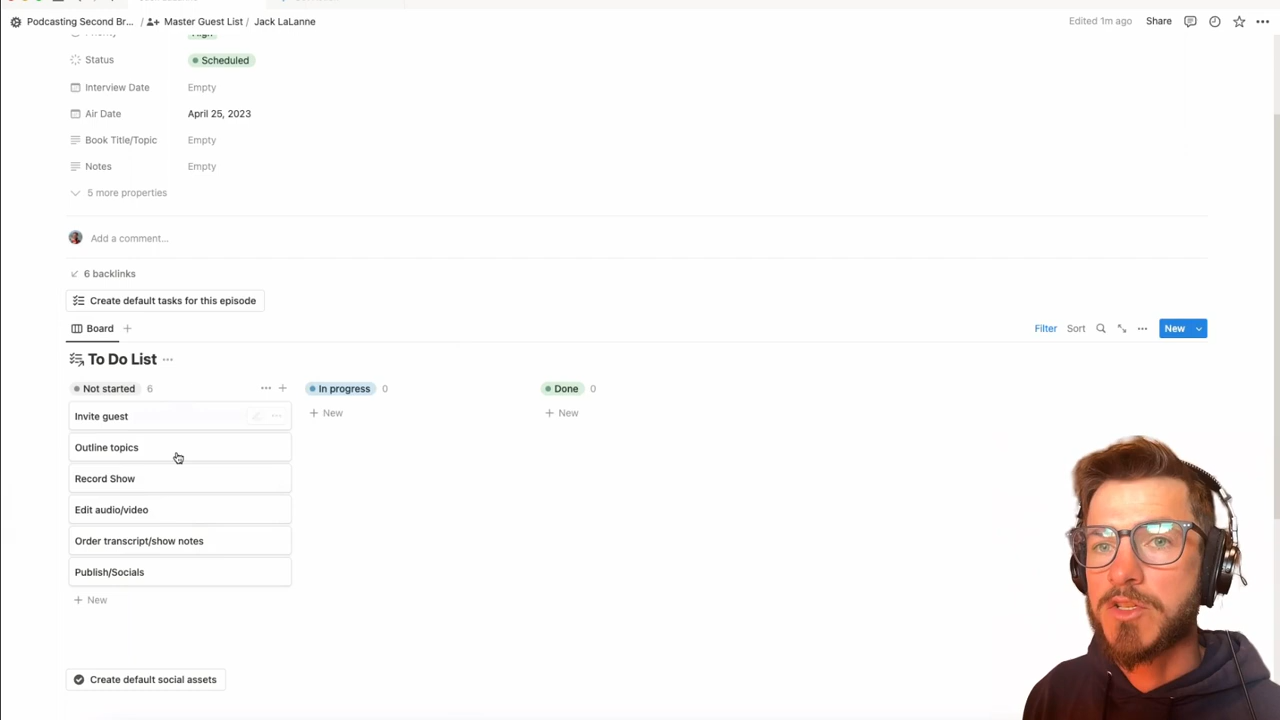 Podcasting Second Br... / Master Guest List / Jack LaLanne
Edited 1m ago Share
Status Scheduled
Interview Date Empty
Air Date April 25, 2023
Book Title/Topic Empty
Notes Empty
5 more properties
Add a comment...
6 backlinks
Create default tasks for this episode
Board
Filter Sort New
To Do List
Not started 6
In progress 0
Done 0
Invite guest
+ New
+ New
Outline topics
Record Show
Edit audio/video
Order transcript/show notes
Publish/Socials
+ New
Create default social assets